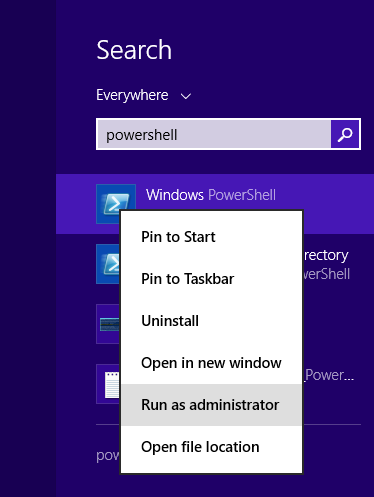 Search
Everywhere
powershell
Windows PowerShell
Pin to Start
rectory
Pin to Taskbar
werShell
Uninstall
Open in new window
_Power...
Run as administrator
Open file location
pow